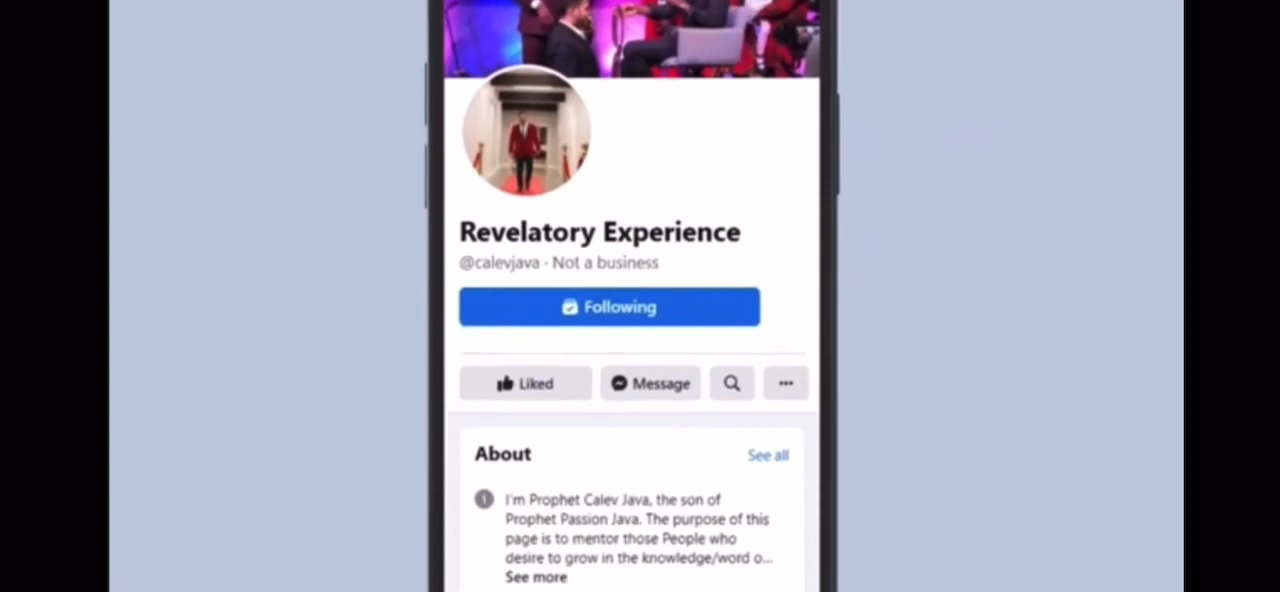 Revelatory Experience
@calevjava · Not a business
Following
Liked
Message
About
See all
I'm Prophet Calev Java, the son of
Prophet Passion Java. The purpose of this
page is to mentor those People who
desire to grow in the knowledge/word o...
See more